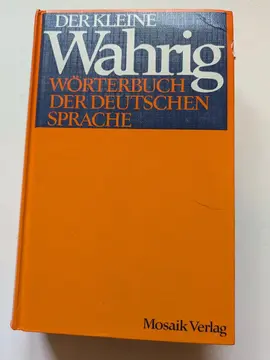 DER KLEINE
Wahrig
WÖRTERBUCH
DER DEUTSCHEN
SPRACHE
Mosaik Verlag